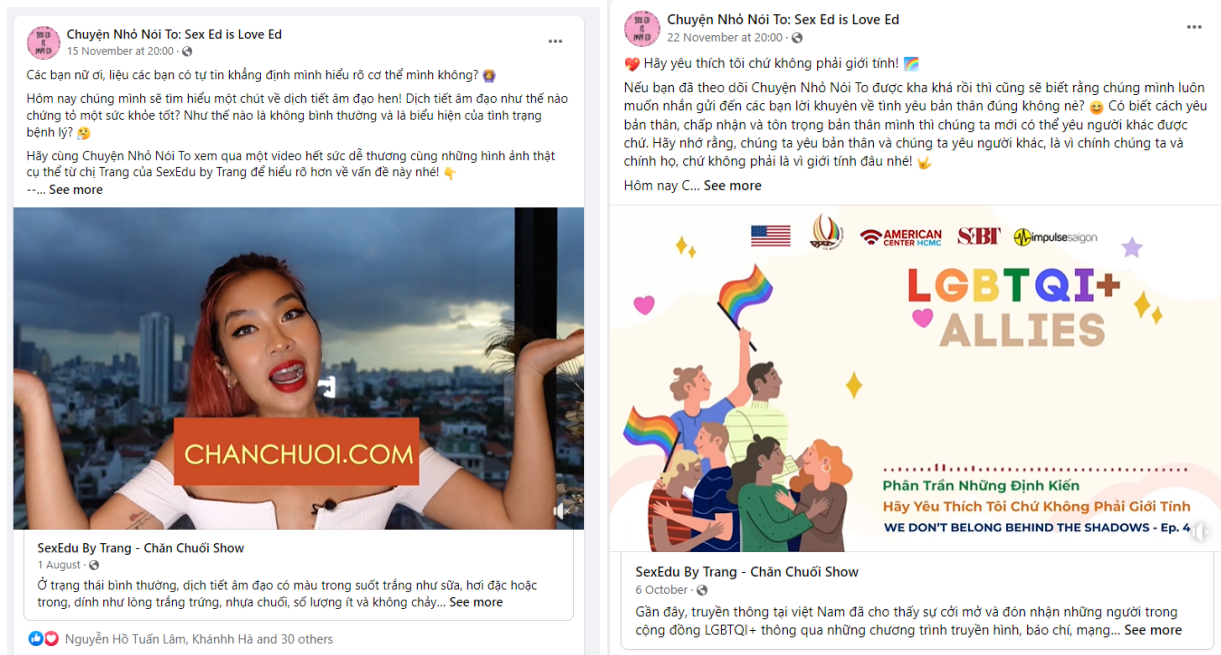 Chuyện Nhỏ Nói To: Sex Ed is Love Ed
15 November at 20:00
Các bạn nữ ơi, liệu các bạn có tự tin khẳng định mình hiểu rõ cơ thể mình không?
Hôm nay chúng mình sẽ tìm hiểu một chút về dịch tiết âm đạo hen! Dịch tiết âm đạo như thế nào
chứng tỏ một sức khỏe tốt? Như thế nào là không bình thường và là biểu hiện của tình trạng
bệnh lý? 🤔
Hãy cùng Chuyện Nhỏ Nói To xem qua một video hết sức dễ thương cùng những hình ảnh thật
cụ thể từ chị Trang của SexEdu by Trang để hiểu rõ hơn về vấn đề này nhé! 👇
--... See more
CHANCHUOI.COM
SexEdu By Trang - Chăn Chuối Show
1 August
Ở trạng thái bình thường, dịch tiết âm đạo có màu trong suốt trắng như sữa, hơi đặc hoặc
trong, dính như lòng trắng trứng, nhựa chuối, số lượng ít và không chảy... See more
Nguyễn Hồ Tuấn Lâm, Khánhh Hà and 30 others
Chuyện Nhỏ Nói To: Sex Ed is Love Ed
22 November at 20:00
💖 Hãy yêu thích tôi chứ không phải giới tính! 🌈
Nếu bạn đã theo dõi Chuyện Nhỏ Nói To được kha khá rồi thì cũng sẽ biết rằng chúng mình luôn
muốn nhắn gửi đến các bạn lời khuyên về tình yêu bản thân đúng không nè? 😄 Có biết cách yêu
bản thân, chấp nhận và tôn trọng bản thân mình thì chúng ta mới có thể yêu người khác được
chứ. Hãy nhớ rằng, chúng ta yêu bản thân và chúng ta yêu người khác, là vì chính chúng ta và
chính họ, chứ không phải là vì giới tính đâu nhé! 🤟
Hôm nay C... See more
AMERICAN
CENTER HCMC
SBT
impulsesaigon
LGBTQI+
ALLIES
Phân Trần Những Định Kiến
Hãy Yêu Thích Tôi Chứ Không Phải Giới Tính
WE DON'T BELONG BEHIND THE SHADOWS - Ep. 4
SexEdu By Trang - Chăn Chuối Show
6 October
Gần đây, truyền thông tại việt Nam đã cho thấy sự cởi mở và đón nhận những người trong
cộng đồng LGBTQI+ thông qua những chương trình truyền hình, báo chí, mạng... See more